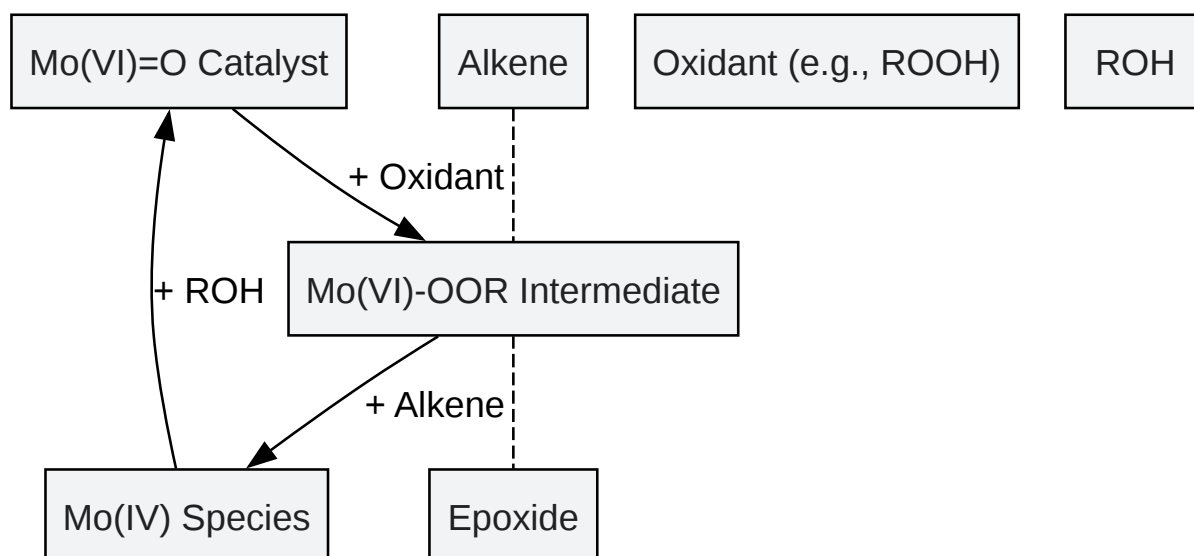 Mo(VI)=O Catalyst
Alkene
Oxidant (e.g., ROOH)
ROH
+ Oxidant
+ ROH
Mo(VI)-OOR Intermediate
+ Alkene
Mo(IV) Species
Epoxide